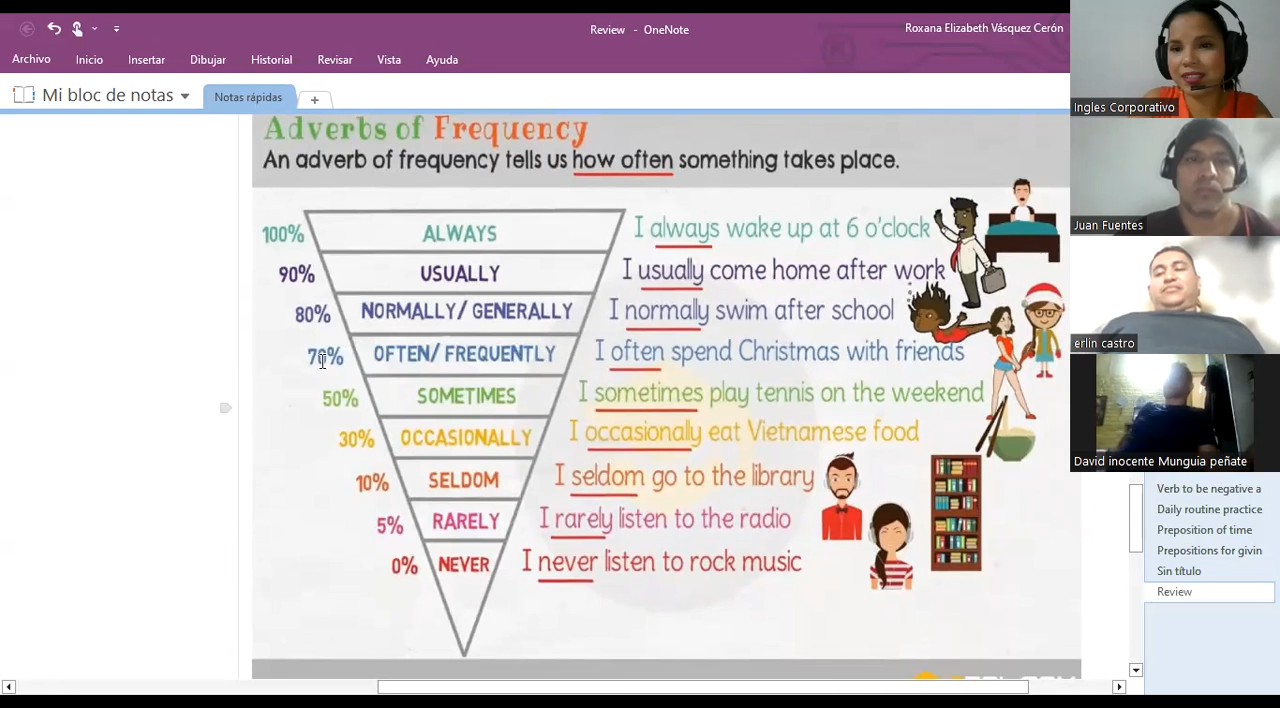 Review - OneNote
Roxana Elizabeth Vásquez Cerón
Archivo Inicio Insertar Dibujar Historial Revisar Vista Ayuda
Mi bloc de notas
Notas rápidas
Adverbs of Frequency
An adverb of frequency tells us how often something takes place.
100% ALWAYS I always wake up at 6 o'clock
90% USUALLY I usually come home after work
80% NORMALLY/ GENERALLY I normally swim after school
70% OFTEN/ FREQUENTLY I often spend Christmas with friends
50% SOMETIMES I sometimes play tennis on the weekend
30% OCCASIONALLY I occasionally eat Vietnamese food
10% SELDOM I seldom go to the library
5% RARELY I rarely listen to the radio
0% NEVER I never listen to rock music
Ingles Corporativo
Juan Fuentes
erlin castro
David inocente Munguia peñate
Verb to be negative a
Daily routine practice
Preposition of time
Prepositions for givin
Sin título
Review